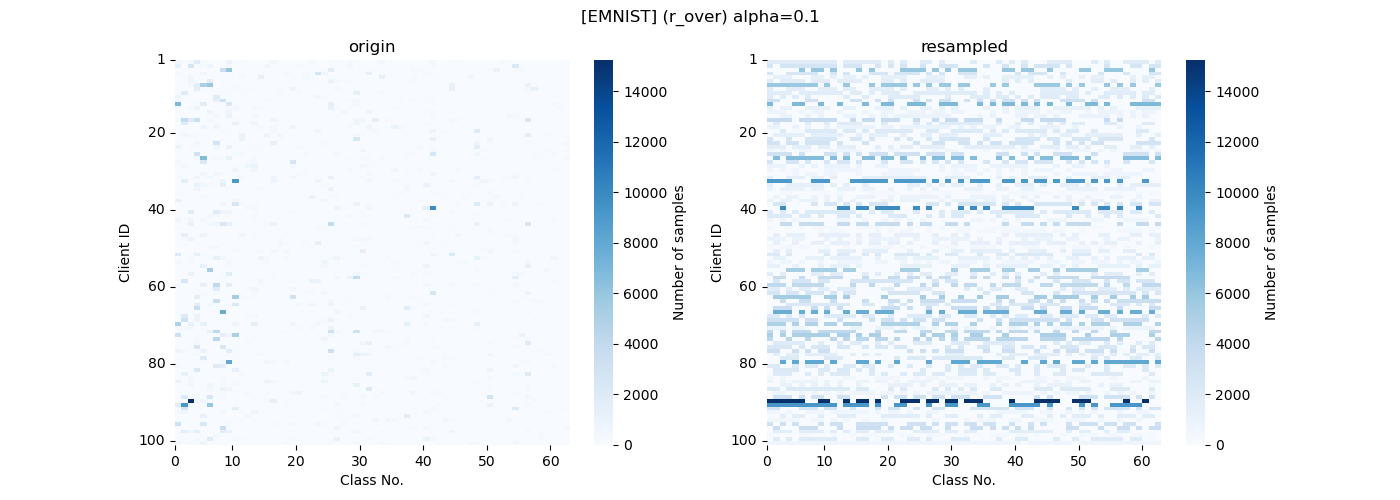 [EMNIST] (r_over) alpha=0.1
origin
1
20
40
60
80
100
Client ID
0 10 20 30 40 50 60
Class No.
14000
12000
10000
8000
6000
4000
2000
0
Number of samples
resampled
1
20
40
60
80
100
Client ID
0 10 20 30 40 50 60
Class No.
14000
12000
10000
8000
6000
4000
2000
0
Number of samples